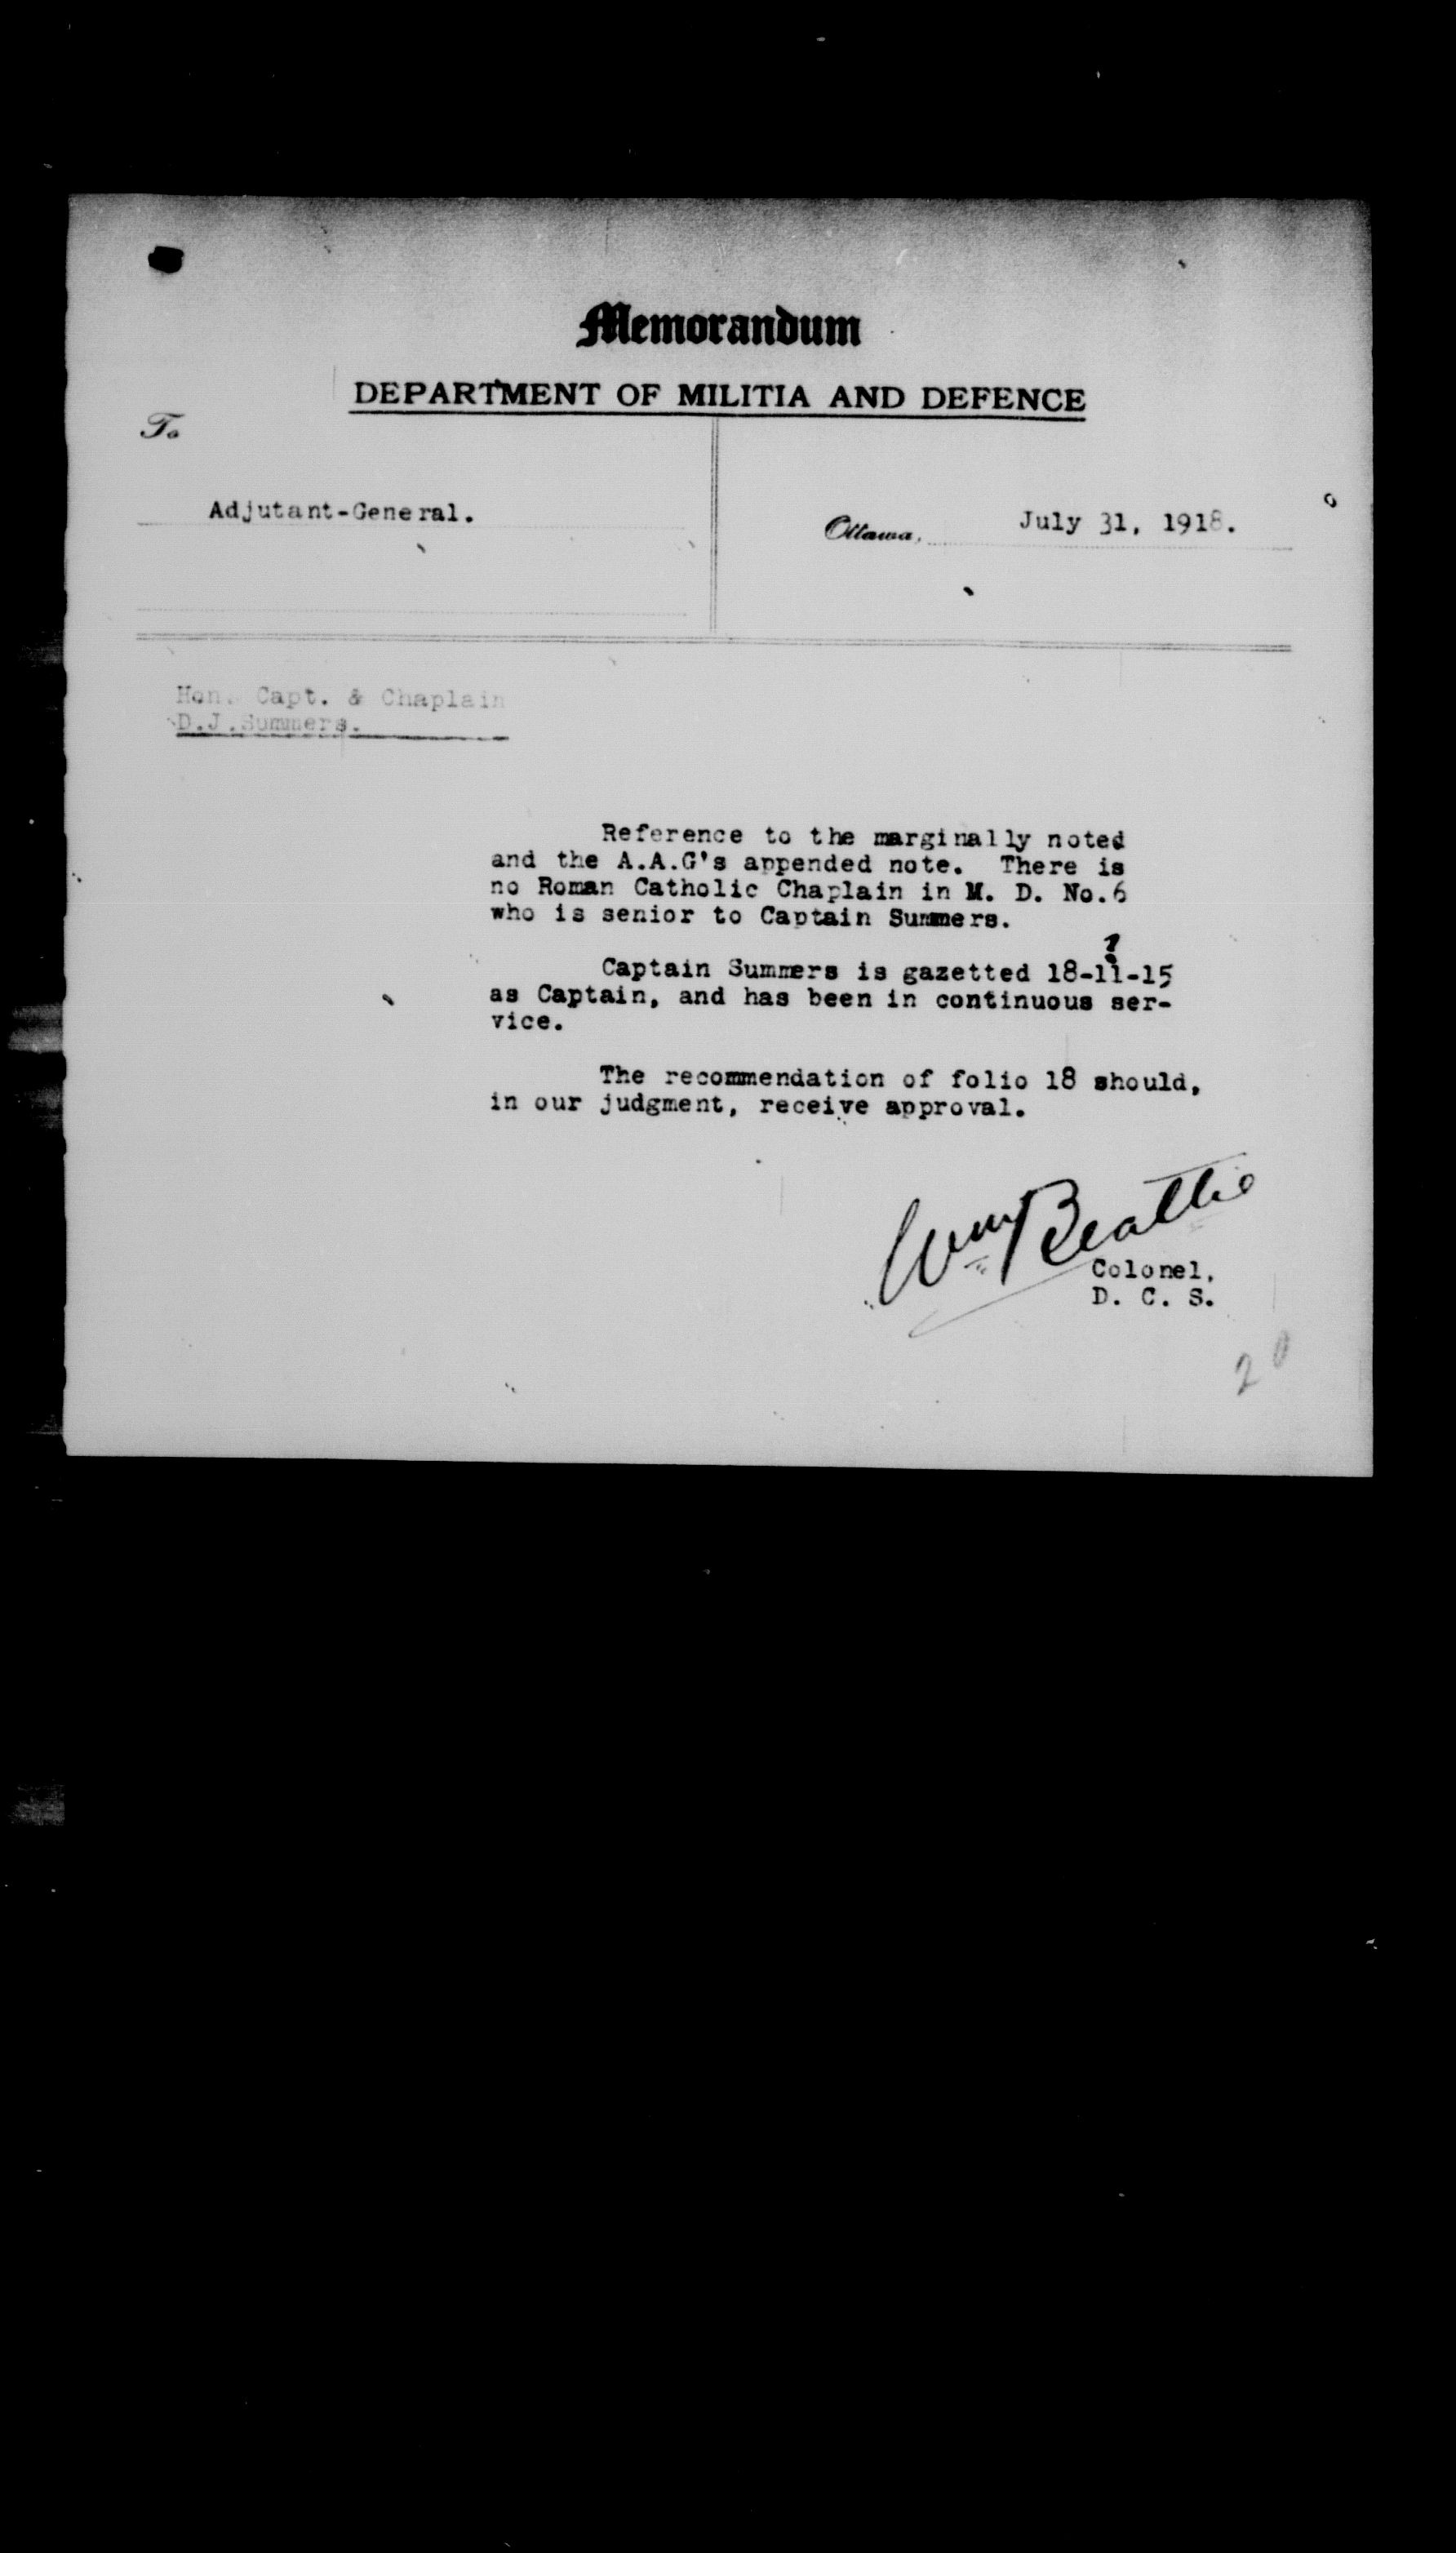 Memorandum
DEPARTMENT OF MILITIA AND DEFENCE
To
Adjutant-General.
Ottawa, July 31, 1918.
Hon. Capt. & Chaplain
D.J.Summers.
Reference to the marginally noted
and the A.A.G's appended note. There is
no Roman Catholic Chaplain in M. D. No.6
who is senior to Captain Summers.
?
Captain Summers is gazetted 18-11-15
as Captain, and has been in continuous ser-
vice.
The recommendation of folio 18 should,
in our judgment, receive approval.
Wm Beattie
Colonel,
D. C. S.
20